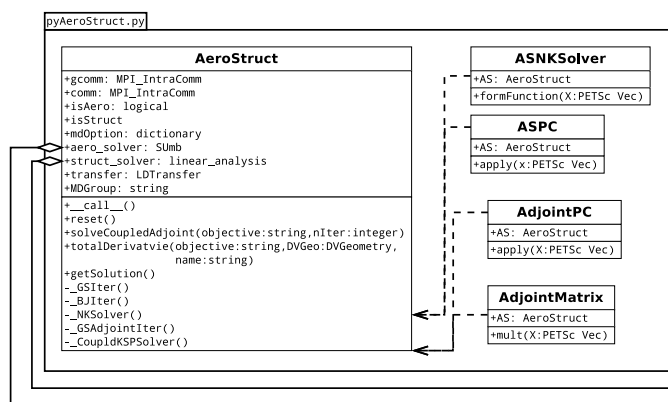 pyAeroStruct.py
AeroStruct
+gcomm: MPI_IntraComm
+comm: MPI_IntraComm
+isAero: logical
+isStruct
+mdOption: dictionary
+aero_solver: SUmb
+struct_solver: linear_analysis
+transfer: LDTransfer
+MDGroup: string
+__call__()
+reset()
+solveCoupledAdjoint(objective:string,nIter:integer)
+totalDerivatvie(objective:string,DVGeo:DVGeometry,
name:string)
+getSolution()
-_GSIter()
-_BJIter()
-_NKSolver()
-_GSAdjointIter()
-_CoupldKSPSolver()
ASNKSolver
+AS: AeroStruct
+formFunction(X:PETSc Vec)
ASPC
+AS: AeroStruct
+apply(x:PETSc Vec)
AdjointPC
+AS: AeroStruct
+apply(X:PETSc Vec)
AdjointMatrix
+AS: AeroStruct
+mult(X:PETSc Vec)